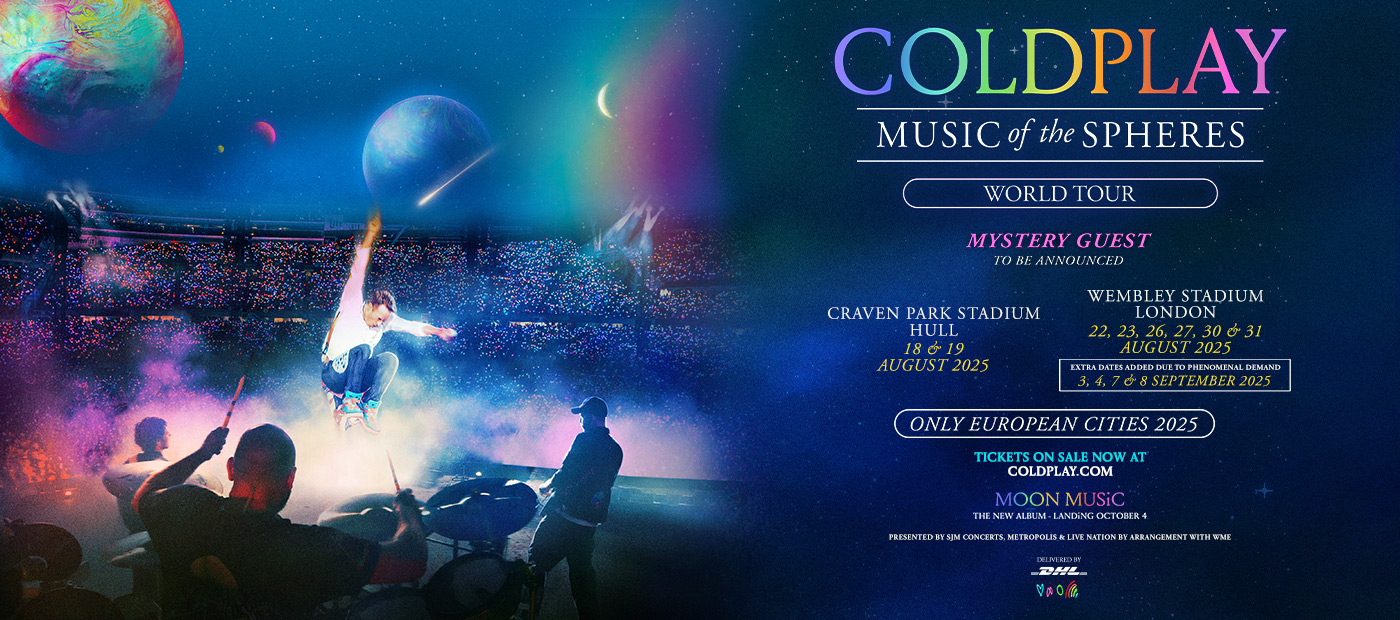 COLDPLAY
MUSIC of the SPHERES
WORLD TOUR
MYSTERY GUEST
TO BE ANNOUNCED
CRAVEN PARK STADIUM
HULL
18 & 19
AUGUST 2025
WEMBLEY STADIUM
LONDON
22, 23, 26, 27, 30 & 31
AUGUST 2025
EXTRA DATES ADDED DUE TO PHENOMENAL DEMAND
3, 4, 7 & 8 SEPTEMBER 2025
ONLY EUROPEAN CITIES 2025
TICKETS ON SALE NOW AT
COLDPLAY.COM
MOON MUSiC
THE NEW ALBUM - LANDiNG OCTOBER 4
PRESENTED BY SJM CONCERTS, METROPOLIS & LIVE NATION BY ARRANGEMENT WITH WME
DELIVERED BY
DHL